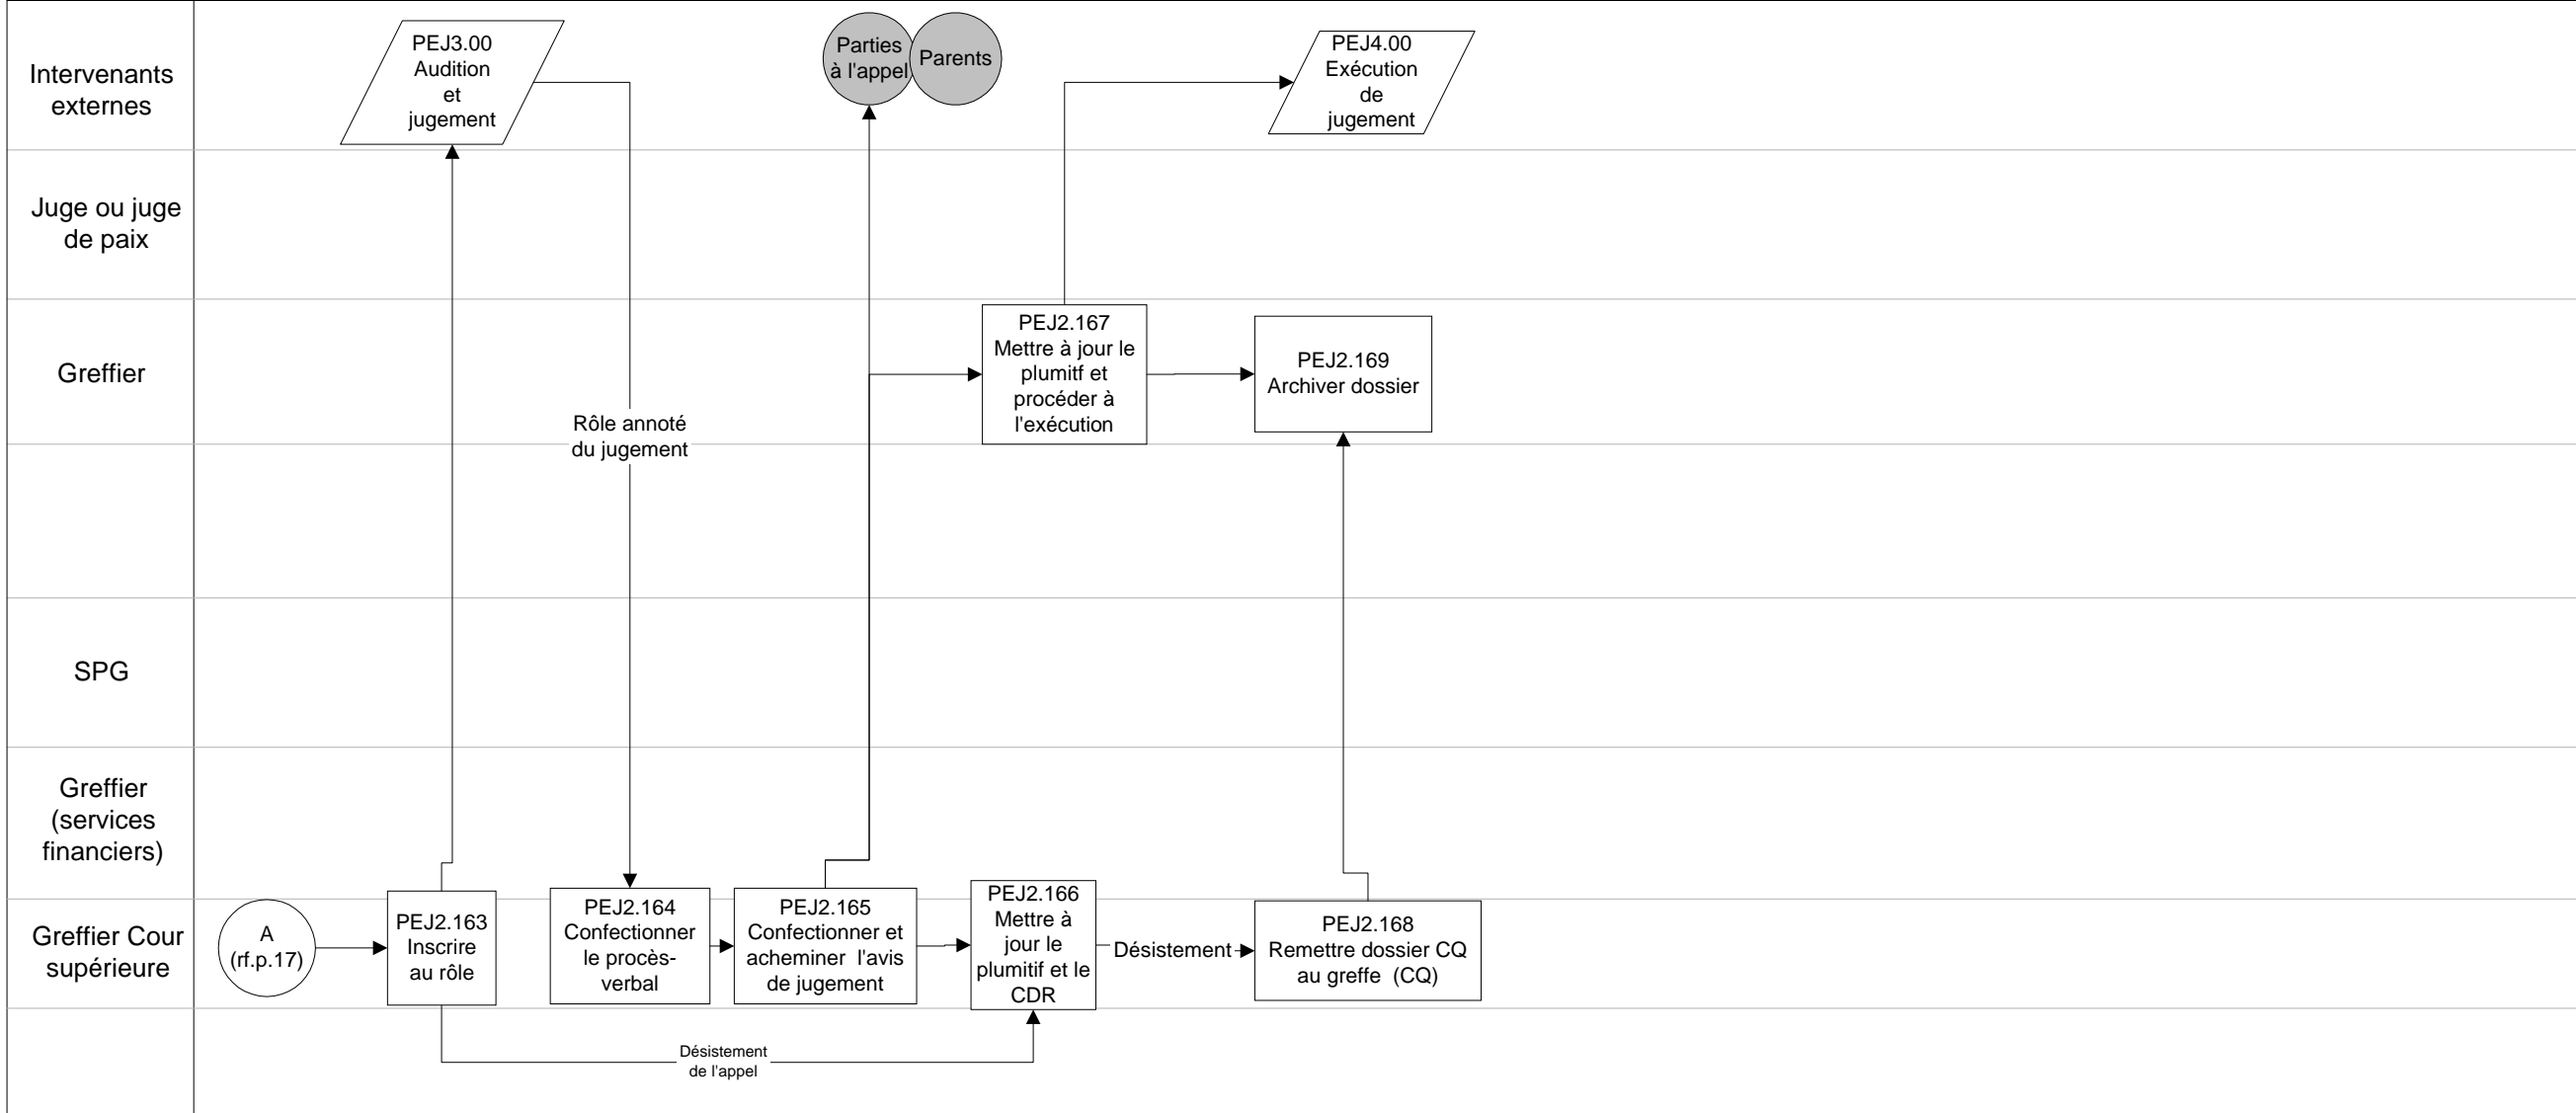 Intervenants
externes
PEJ3.00
Audition
et
jugement
Parties
à l'appel
Parents
PEJ4.00
Exécution
de
jugement
Juge ou juge
de paix
Greffier
PEJ2.167
Mettre à jour le
plumitf et
procéder à
l'exécution
PEJ2.169
Archiver dossier
Rôle annoté
du jugement
SPG
Greffier
(services
financiers)
Greffier Cour
supérieure
A
(rf.p.17)
PEJ2.163
Inscrire
au rôle
PEJ2.164
Confectionner
le procès-
verbal
PEJ2.165
Confectionner et
acheminer l'avis
de jugement
PEJ2.166
Mettre à
jour le
plumitif et le
CDR
Désistement
PEJ2.168
Remettre dossier CQ
au greffe (CQ)
Désistement
de l'appel